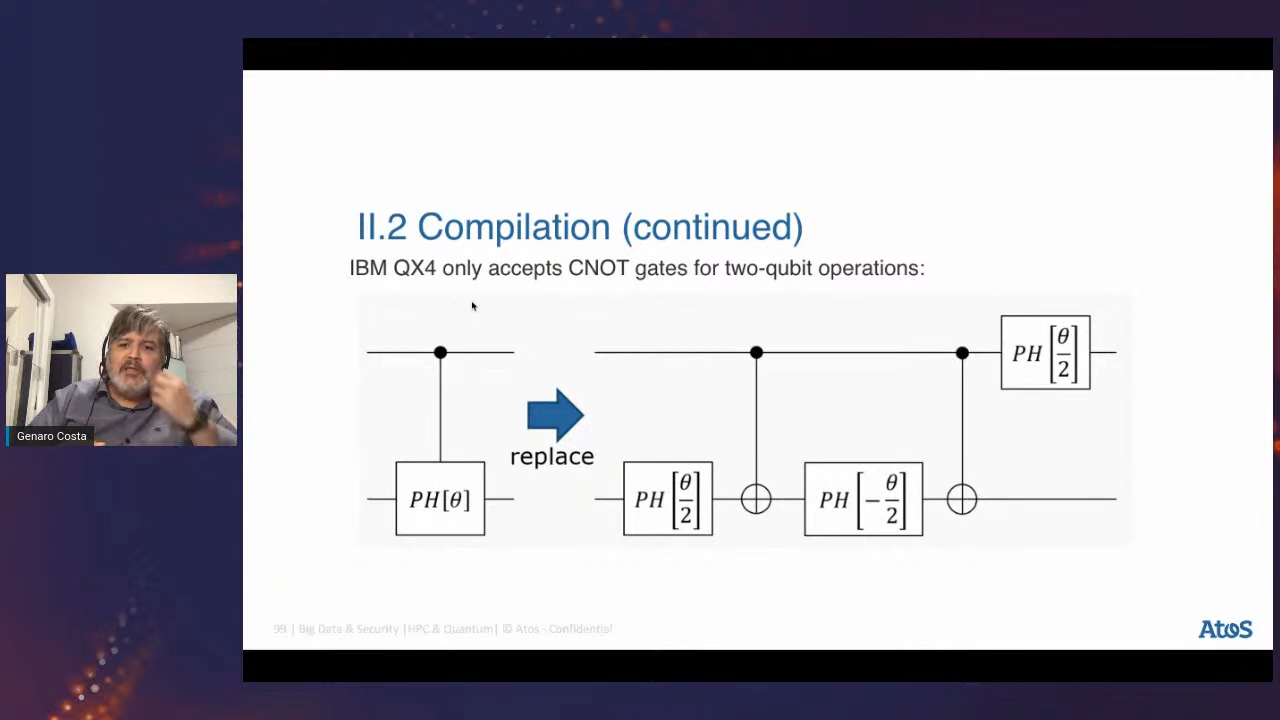 II.2 Compilation (continued)
IBM QX4 only accepts CNOT gates for two-qubit operations:
PH [θ/2]
replace
PH[θ]
PH [θ/2]
PH [−θ/2]
Genaro Costa
99 | Big Data & Security |HPC & Quantum| © Atos - Confidential
Atos